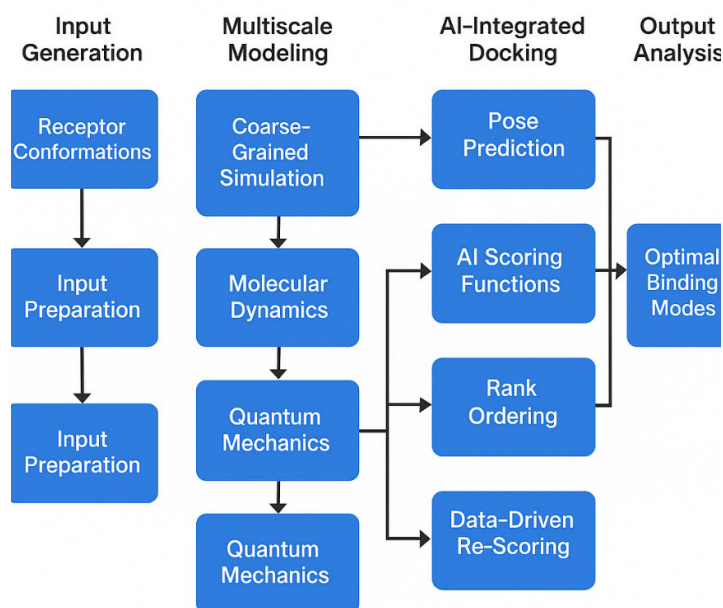 Input
Generation
Multiscale
Modeling
AI-Integrated
Docking
Output
Analysis
Receptor
Conformations
Input
Preparation
Input
Preparation
Coarse-
Grained
Simulation
Molecular
Dynamics
Quantum
Mechanics
Quantum
Mechanics
Pose
Prediction
AI Scoring
Functions
Rank
Ordering
Data-Driven
Re-Scoring
Optimal
Binding
Modes